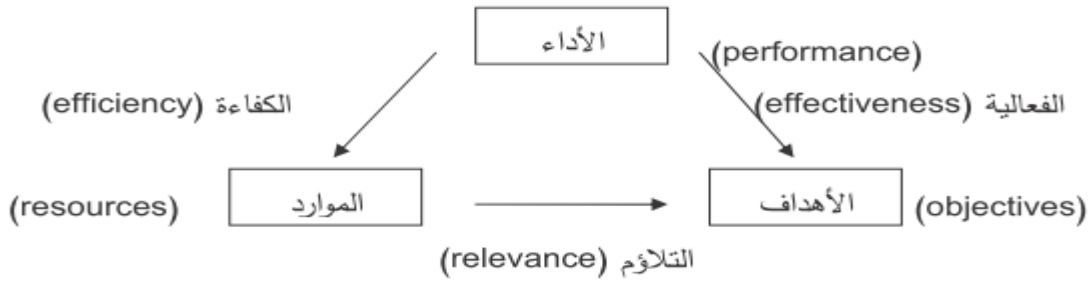 الأداء
(performance)
الكفاءة (efficiency)
الفعالية (effectiveness)
(resources)
الموارد
الأهداف
(objectives)
التلاؤم (relevance)